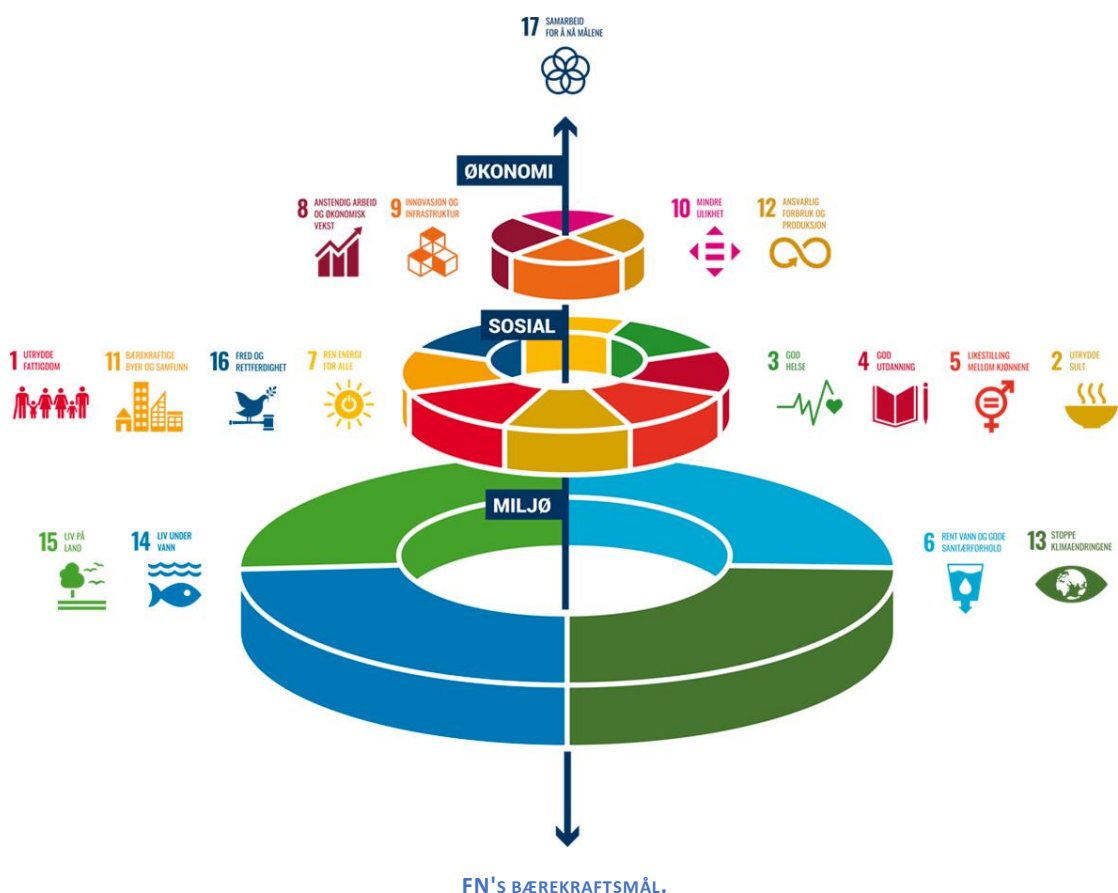 17 SAMARBEID
FOR Å NÅ MÅLENE
ØKONOMI
8 ANSTENDIG ARBEID
OG ØKONOMISK
VEKST
9 INNOVASJON OG
INFRASTRUKTUR
10 MINDRE
ULIKHET
12 ANSVARLIG
FORBRUK OG
PRODUKSJON
SOSIAL
1 UTRYDDE
FATTIGDOM
11 BÆREKRAFTIGE
BYER OG SAMFUNN
16 FRED OG
RETTFERDIGHET
7 REN ENERGI
FOR ALLE
3 GOD
HELSE
4 GOD
UTDANNING
5 LIKESTILLING
MELLOM KJØNNENE
2 UTRYDDE
SULT
MILJØ
15 LIV PÅ
LAND
14 LIV UNDER
VANN
6 RENT VANN OG GODE
SANITÆRFORHOLD
13 STOPPE
KLIMAENDRINGENE
FN'S BÆREKRAFTSMÅL.